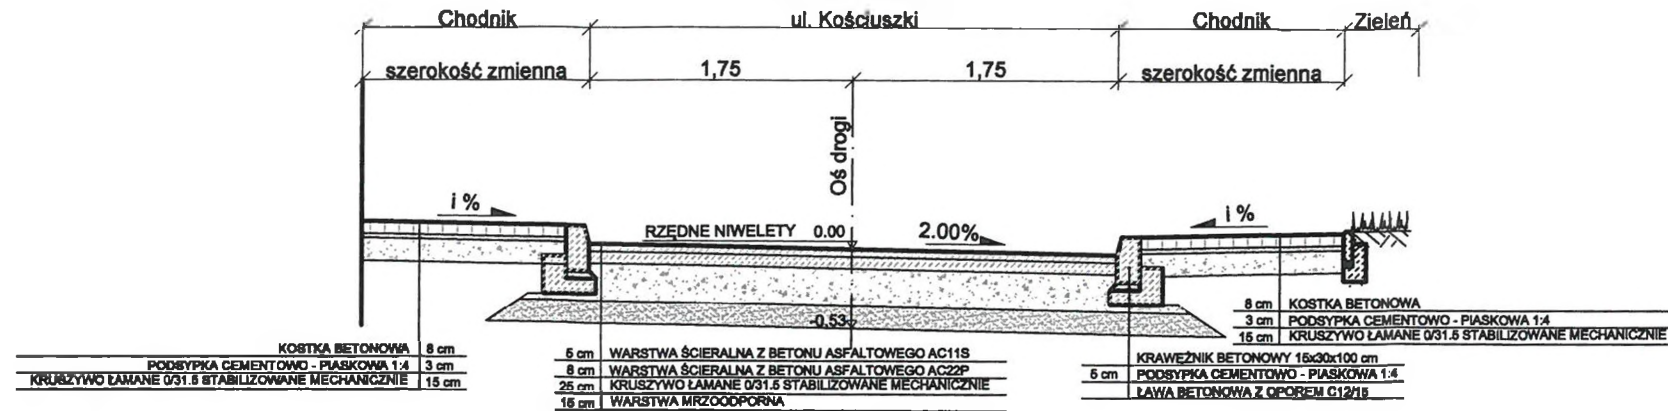 Chodnik ul. Kościuszki Chodnik Zieleń
szerokość zmienna 1,75 1,75 szerokość zmienna
Oś drogi
i % RZĘDNE NIWELETY 0.00 2.00% i %
-0,53
8 cm KOSTKA BETONOWA
3 cm PODSYPKA CEMENTOWO - PIASKOWA 1:4
15 cm KRUSZYWO ŁAMANE 0/31.5 STABILIZOWANE MECHANICZNIE
KOSTKA BETONOWA 8 cm
PODSYPKA CEMENTOWO - PIASKOWA 1:4 3 cm
KRUSZYWO ŁAMANE 0/31.5 STABILIZOWANE MECHANICZNIE 15 cm
5 cm WARSTWA ŚCIERALNA Z BETONU ASFALTOWEGO AC11S
8 cm WARSTWA ŚCIERALNA Z BETONU ASFALTOWEGO AC22P
25 cm KRUSZYWO ŁAMANE 0/31.5 STABILIZOWANE MECHANICZNIE
15 cm WARSTWA MROZOODPORNA
KRAWĘŻNIK BETONOWY 15x30x100 cm
5 cm PODSYPKA CEMENTOWO - PIASKOWA 1:4
ŁAWA BETONOWA Z OPOREM C12/15